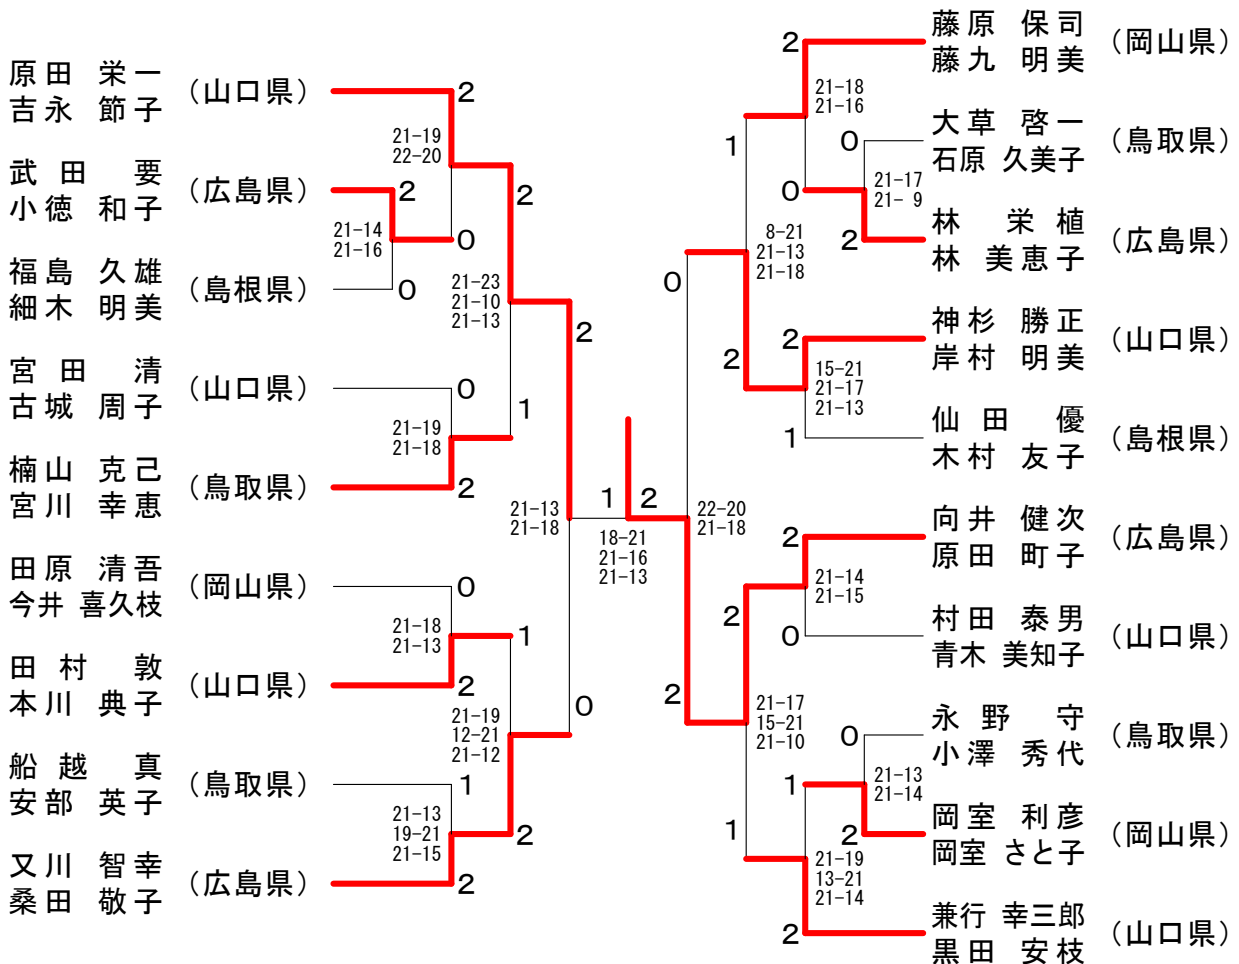 原田 栄一
吉永 節子
(山口県)
2
21-19
22-20
武田 要
小徳 和子
(広島県)
2
2
21-14
21-16
0
福島 久雄
細木 明美
(島根県)
0
21-23
21-10
21-13
2
宮田 清
古城 周子
(山口県)
0
1
21-19
21-18
楠山 克己
宮川 幸恵
(鳥取県)
2
21-13
21-18
田原 清吾
今井 喜久枝
(岡山県)
0
21-18
21-13
1
田村 敦
本川 典子
(山口県)
2
21-19
12-21
21-12
0
船越 真
安部 英子
(鳥取県)
1
21-13
19-21
21-15
2
又川 智幸
桑田 敬子
(広島県)
2
1
2
18-21
21-16
21-13
藤原 保司
藤九 明美
(岡山県)
2
21-18
21-16
1
大草 啓一
石原 久美子
(鳥取県)
0
0
21-17
21- 9
林 栄植
林 美恵子
(広島県)
2
8-21
21-13
21-18
0
神杉 勝正
岸村 明美
(山口県)
2
2
15-21
21-17
21-13
仙田 優
木村 友子
(島根県)
1
22-20
21-18
向井 健次
原田 町子
(広島県)
2
21-14
21-15
2
村田 泰男
青木 美知子
(山口県)
0
2
21-17
15-21
21-10
永野 守
小澤 秀代
(鳥取県)
0
1
21-13
21-14
岡室 利彦
岡室 さと子
(岡山県)
2
1
21-19
13-21
21-14
兼行 幸三郎
黒田 安枝
(山口県)
2